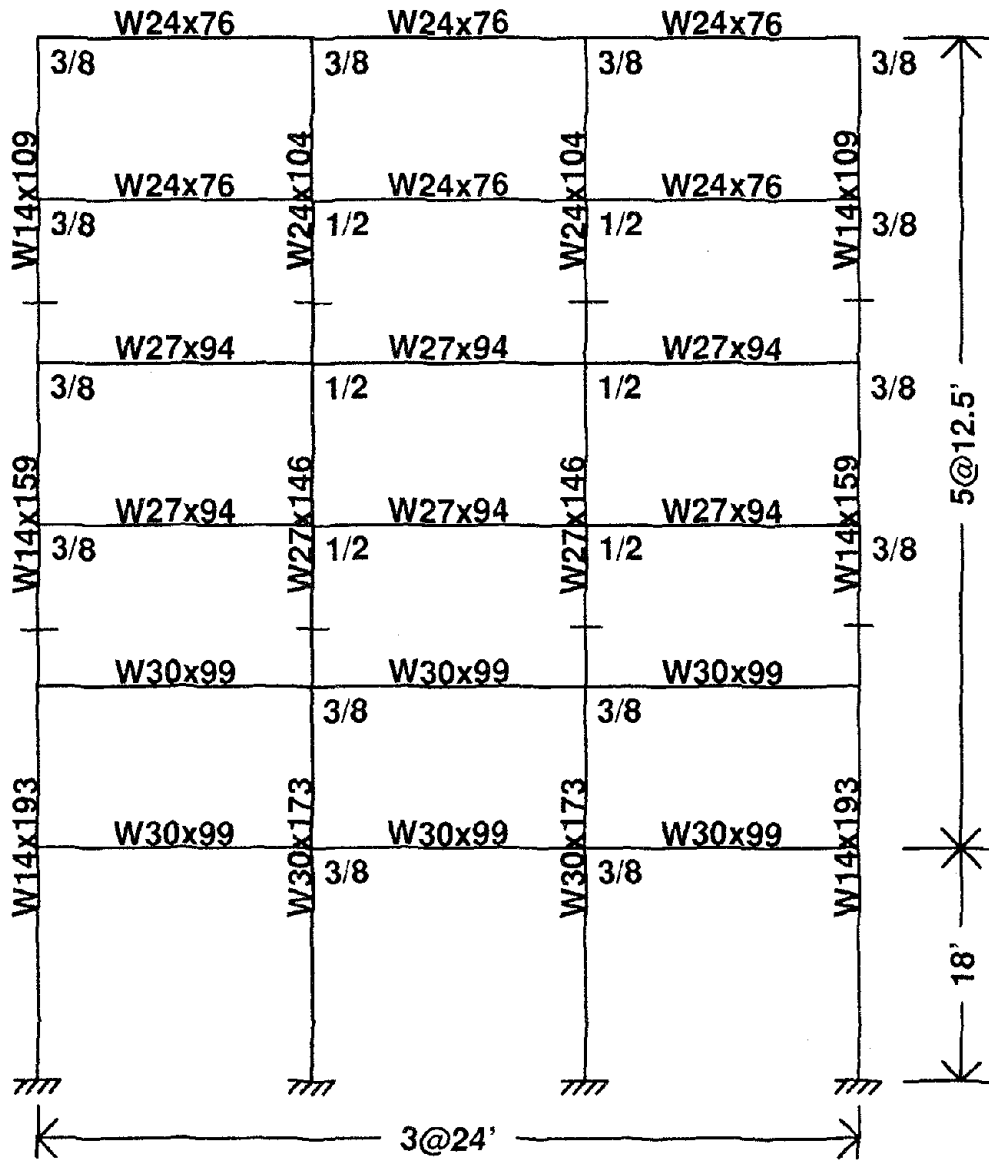 W24x76 W24x76 W24x76
3/8 3/8 3/8 3/8
W14x109 W24x104 W24x104 W14x109
W24x76 W24x76 W24x76
3/8 1/2 1/2 3/8
W27x94 W27x94 W27x94
3/8 1/2 1/2 3/8
5@12.5'
W14x159 W27x146 W27x146 W14x159
W27x94 W27x94 W27x94
3/8 1/2 1/2 3/8
W30x99 W30x99 W30x99
3/8 3/8
W14x193 W30x173 W30x173 W14x193
W30x99 W30x99 W30x99
3/8 3/8
18'
3@24'